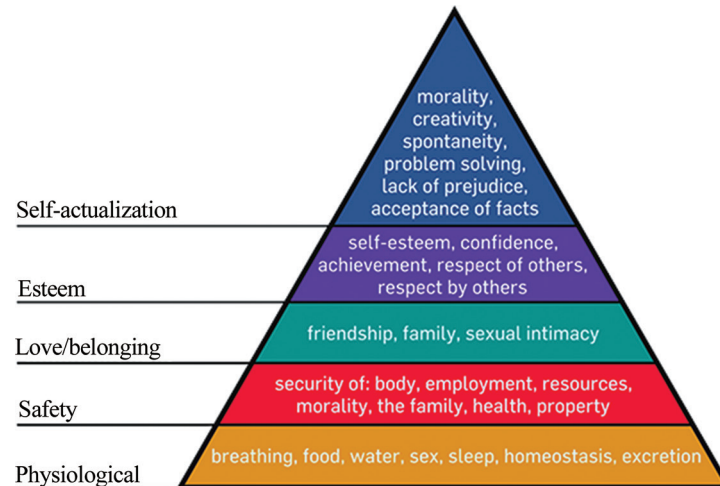 morality,
creativity,
spontaneity,
problem solving,
lack of prejudice,
acceptance of facts
Self-actualization
self-esteem, confidence,
achievement, respect of others,
respect by others
Esteem
friendship, family, sexual intimacy
Love/belonging
security of: body, employment, resources,
morality, the family, health, property
Safety
breathing, food, water, sex, sleep, homeostasis, excretion
Physiological